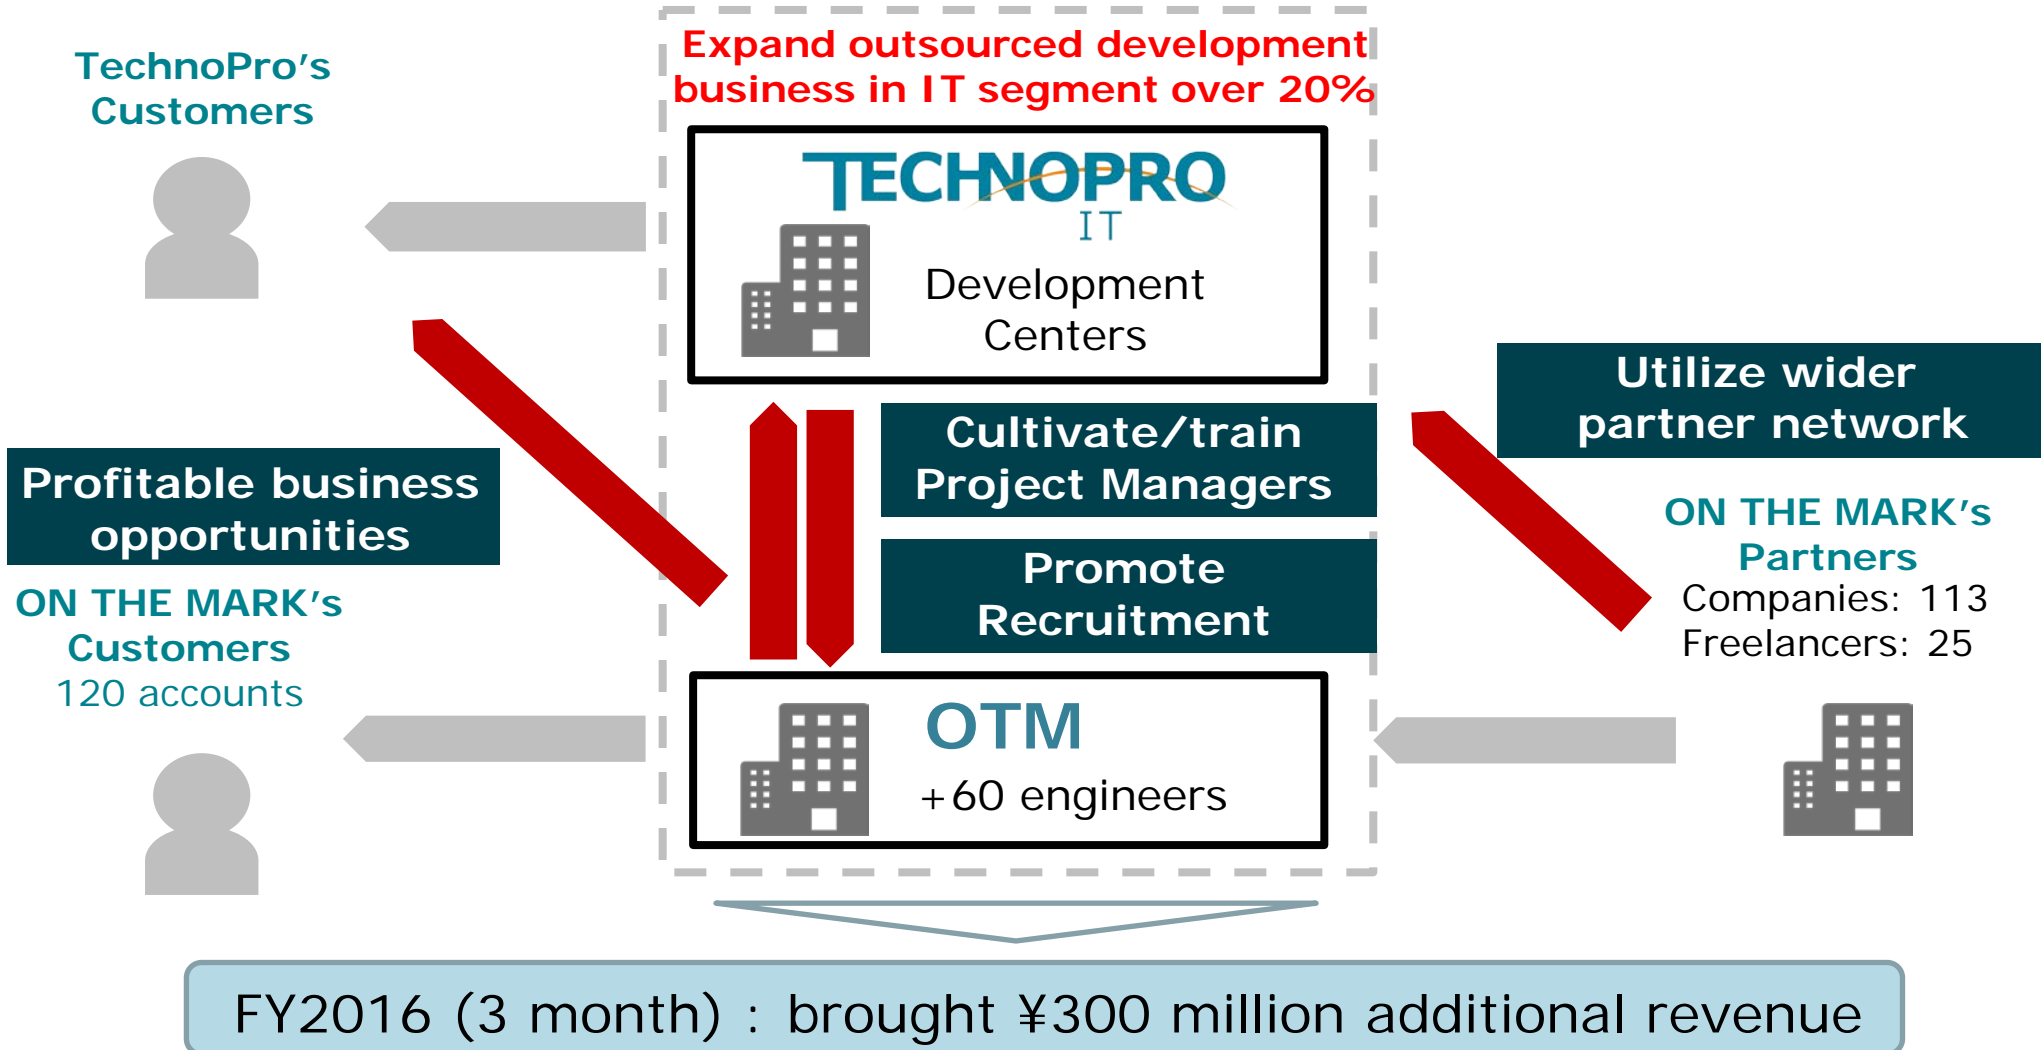 TechnoPro's
Customers
Expand outsourced development
business in IT segment over 20%
TECHNOPRO
IT
Development
Centers
Utilize wider
partner network
Cultivate/train
Project Managers
Profitable business
opportunities
Promote
Recruitment
ON THE MARK's
Partners
Companies: 113
Freelancers: 25
ON THE MARK's
Customers
120 accounts
OTM
+60 engineers
FY2016 (3 month) : brought ¥300 million additional revenue